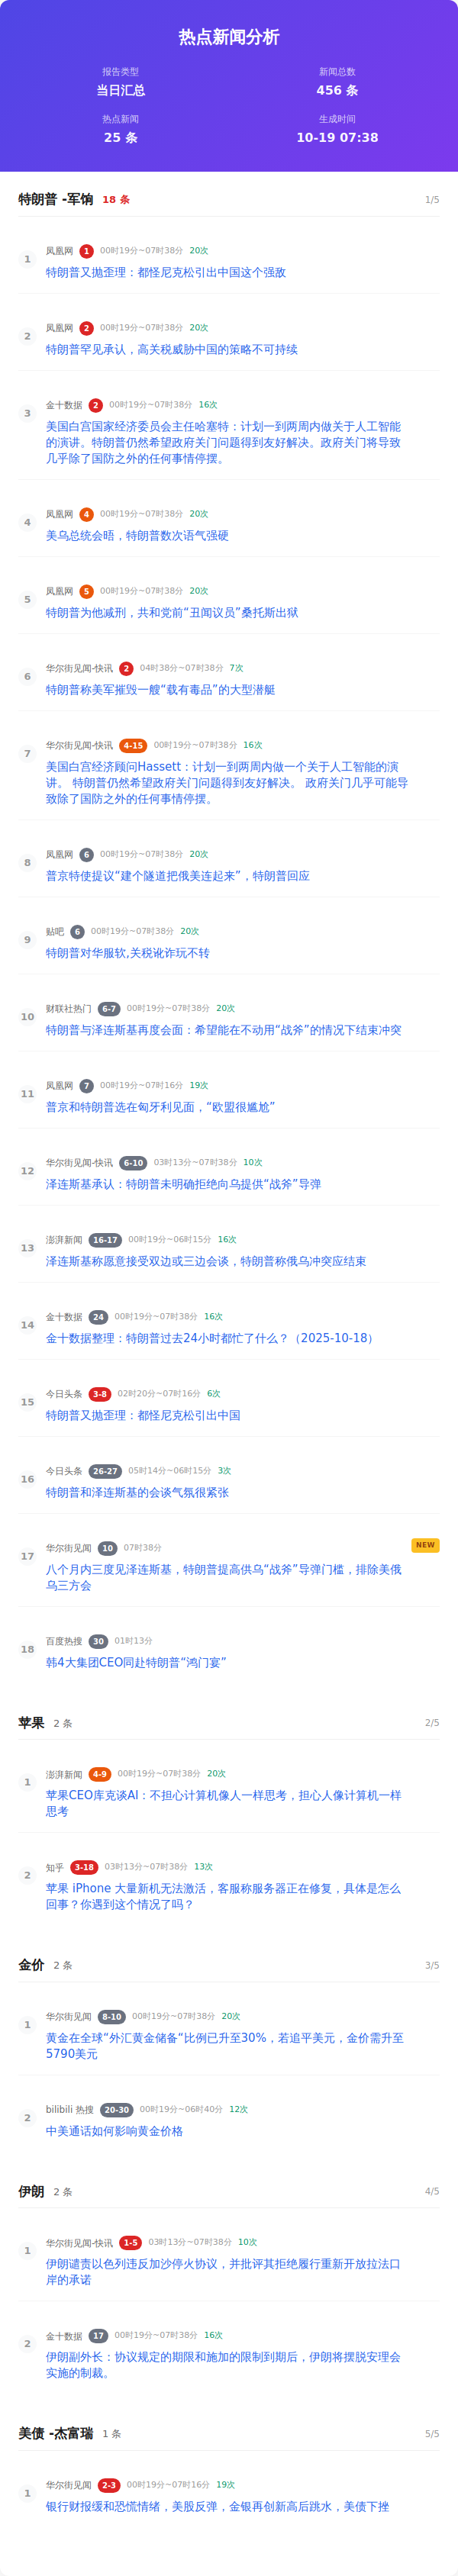 热点新闻分析
报告类型
当日汇总
新闻总数
456 条
热点新闻
25 条
生成时间
10-19 07:38
特朗普 -军饷 18 条 1/5
1
凤凰网 1 00时19分~07时38分 20次
特朗普又抛歪理：都怪尼克松引出中国这个强敌
2
凤凰网 2 00时19分~07时38分 20次
特朗普罕见承认，高关税威胁中国的策略不可持续
3
金十数据 2 00时19分~07时38分 16次
美国白宫国家经济委员会主任哈塞特：计划一到两周内做关于人工智能
的演讲。特朗普仍然希望政府关门问题得到友好解决。政府关门将导致
几乎除了国防之外的任何事情停摆。
4
凤凰网 4 00时19分~07时38分 20次
美乌总统会晤，特朗普数次语气强硬
5
凤凰网 5 00时19分~07时38分 20次
特朗普为他减刑，共和党前“丑闻议员”桑托斯出狱
6
华尔街见闻-快讯 2 04时38分~07时38分 7次
特朗普称美军摧毁一艘“载有毒品”的大型潜艇
7
华尔街见闻-快讯 4-15 00时19分~07时38分 16次
美国白宫经济顾问Hassett：计划一到两周内做一个关于人工智能的演
讲。 特朗普仍然希望政府关门问题得到友好解决。 政府关门几乎可能导
致除了国防之外的任何事情停摆。
8
凤凰网 6 00时19分~07时38分 20次
普京特使提议“建个隧道把俄美连起来”，特朗普回应
9
贴吧 6 00时19分~07时38分 20次
特朗普对华服软,关税讹诈玩不转
10
财联社热门 6-7 00时19分~07时38分 20次
特朗普与泽连斯基再度会面：希望能在不动用“战斧”的情况下结束冲突
11
凤凰网 7 00时19分~07时16分 19次
普京和特朗普选在匈牙利见面，“欧盟很尴尬”
12
华尔街见闻-快讯 6-10 03时13分~07时38分 10次
泽连斯基承认：特朗普未明确拒绝向乌提供“战斧”导弹
13
澎湃新闻 16-17 00时19分~06时15分 16次
泽连斯基称愿意接受双边或三边会谈，特朗普称俄乌冲突应结束
14
金十数据 24 00时19分~07时38分 16次
金十数据整理：特朗普过去24小时都忙了什么？（2025-10-18）
15
今日头条 3-8 02时20分~07时16分 6次
特朗普又抛歪理：都怪尼克松引出中国
16
今日头条 26-27 05时14分~06时15分 3次
特朗普和泽连斯基的会谈气氛很紧张
17
华尔街见闻 10 07时38分 NEW
八个月内三度见泽连斯基，特朗普提高供乌“战斧”导弹门槛，排除美俄
乌三方会
18
百度热搜 30 01时13分
韩4大集团CEO同赴特朗普“鸿门宴”
苹果 2 条 2/5
1
澎湃新闻 4-9 00时19分~07时38分 20次
苹果CEO库克谈AI：不担心计算机像人一样思考，担心人像计算机一样
思考
2
知乎 3-18 03时13分~07时38分 13次
苹果 iPhone 大量新机无法激活，客服称服务器正在修复，具体是怎么
回事？你遇到这个情况了吗？
金价 2 条 3/5
1
华尔街见闻 8-10 00时19分~07时38分 20次
黄金在全球“外汇黄金储备“比例已升至30%，若追平美元，金价需升至
5790美元
2
bilibili 热搜 20-30 00时19分~06时40分 12次
中美通话如何影响黄金价格
伊朗 2 条 4/5
1
华尔街见闻-快讯 1-5 03时13分~07时38分 10次
伊朗谴责以色列违反加沙停火协议，并批评其拒绝履行重新开放拉法口
岸的承诺
2
金十数据 17 00时19分~07时38分 16次
伊朗副外长：协议规定的期限和施加的限制到期后，伊朗将摆脱安理会
实施的制裁。
美债 -杰富瑞 1 条 5/5
1
华尔街见闻 2-3 00时19分~07时16分 19次
银行财报缓和恐慌情绪，美股反弹，金银再创新高后跳水，美债下挫